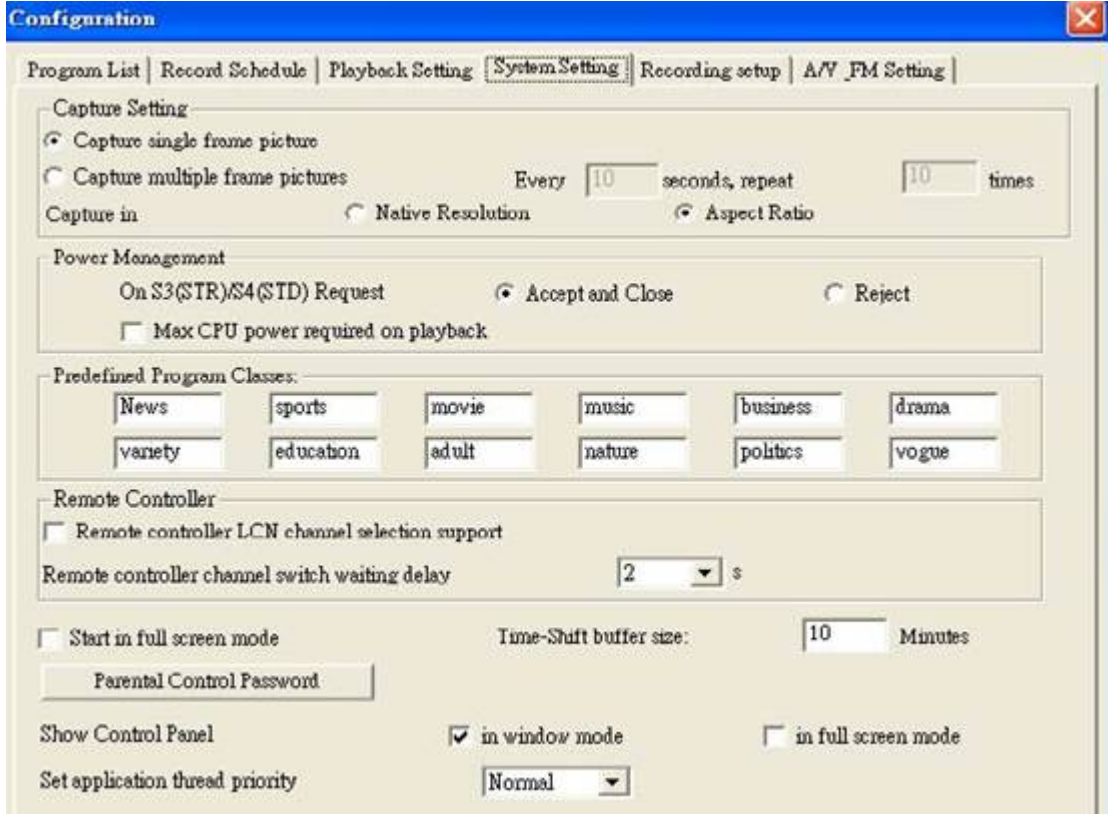 Configuration
Program List | Record Schedule | Playback Setting | System Setting | Recording setup | A/V_FM Setting
Capture Setting
Capture single frame picture
Capture multiple frame pictures Every 10 seconds, repeat 10 times
Capture in Native Resolution Aspect Ratio
Power Management
On S3(STR)/S4(STD) Request Accept and Close Reject
Max CPU power required on playback
Predefined Program Classes:
News sports movie music business drama
variety education adult nature politics vogue
Remote Controller
Remote controller LCN channel selection support
Remote controller channel switch waiting delay 2 s
Start in full screen mode Time-Shift buffer size: 10 Minutes
Parental Control Password
Show Control Panel in window mode in full screen mode
Set application thread priority Normal